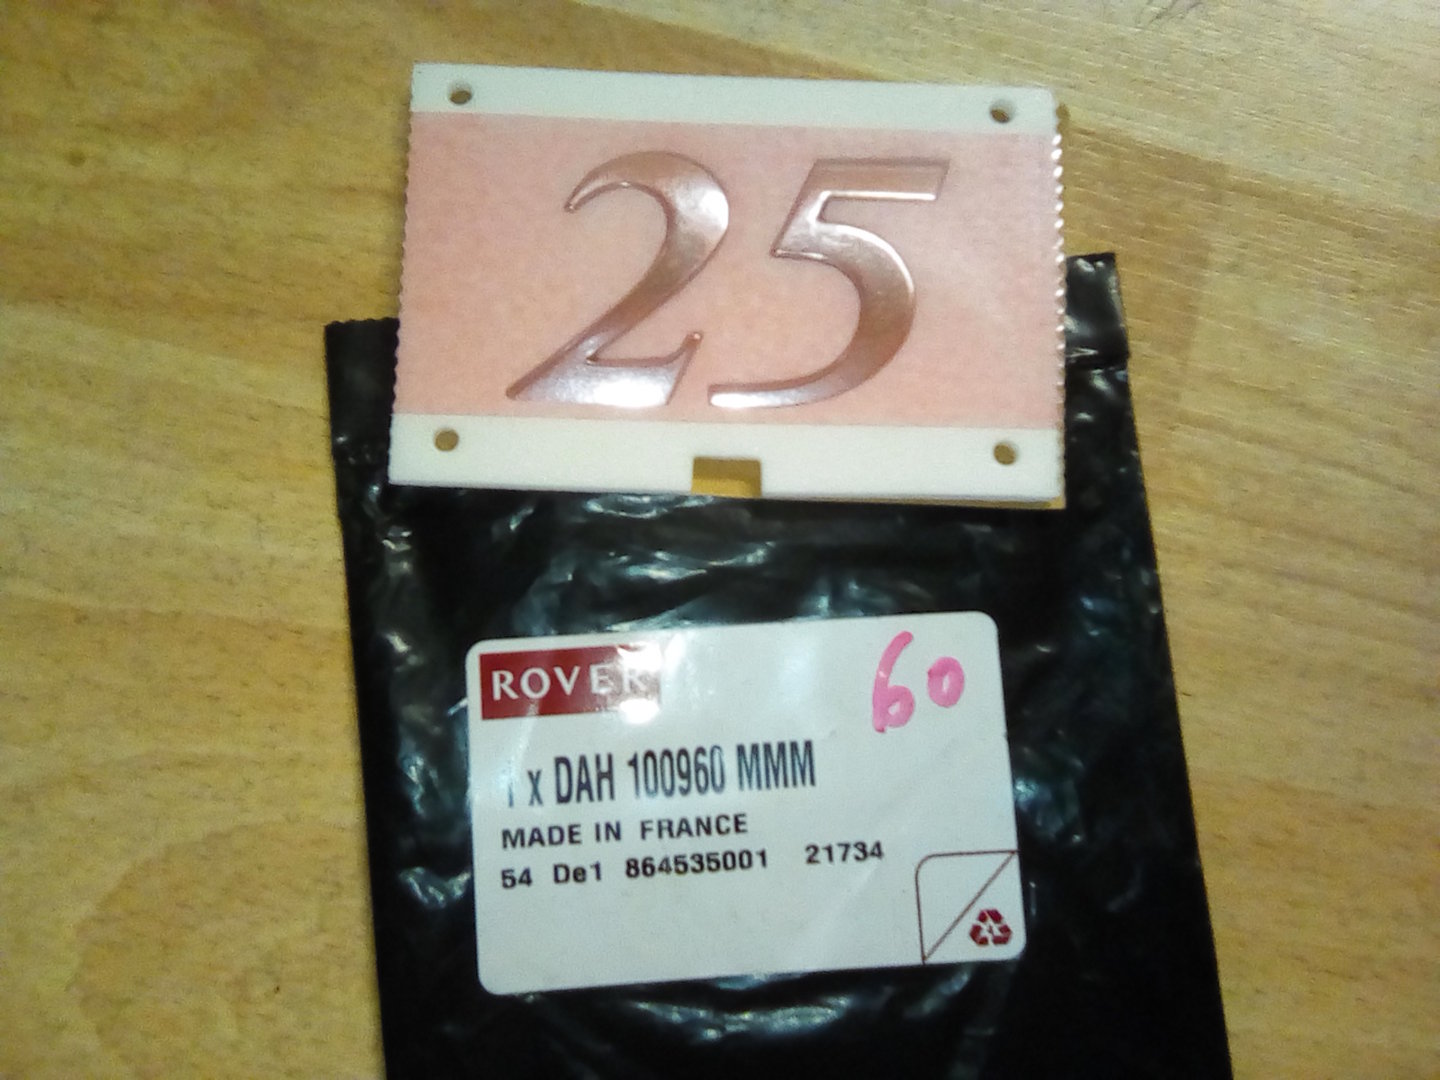 25
ROVER
60
1 x DAH 100960 MMM
MADE IN FRANCE
54 De1 864535001 21734